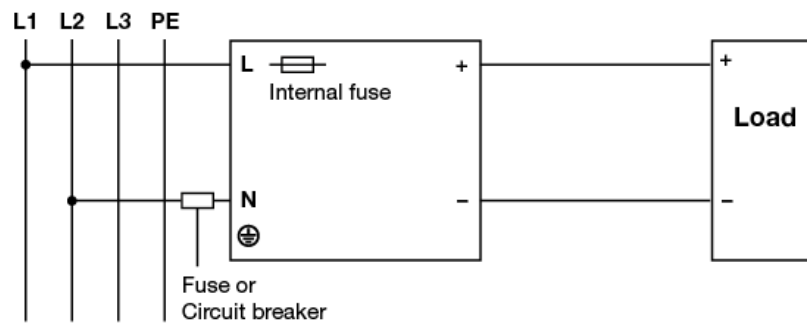 L1 L2 L3 PE
L
+
+
Internal fuse
Load
N
−
−
Fuse or
Circuit breaker